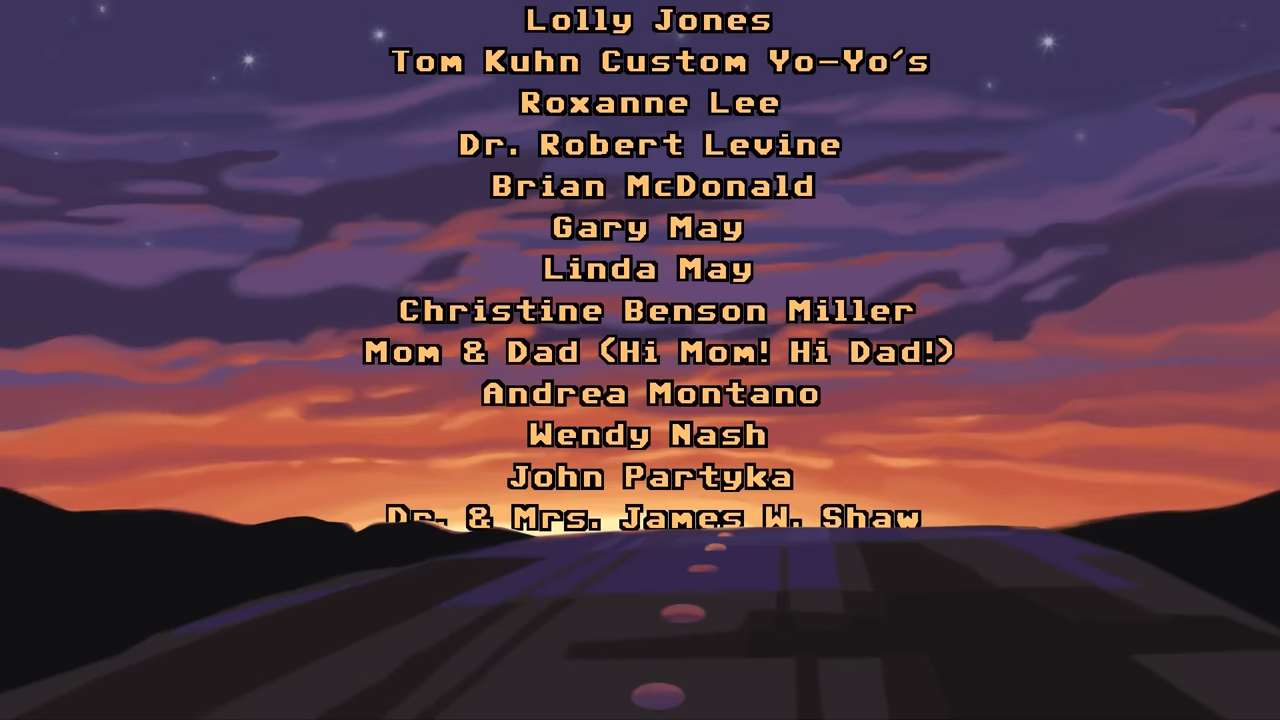 Lolly Jones
Tom Kuhn Custom Yo-Yo's
Roxanne Lee
Dr. Robert Levine
Brian McDonald
Gary May
Linda May
Christine Benson Miller
Mom & Dad (Hi Mom! Hi Dad!)
Andrea Montano
Wendy Nash
John Partyka
Dr. & Mrs. James W. Shaw